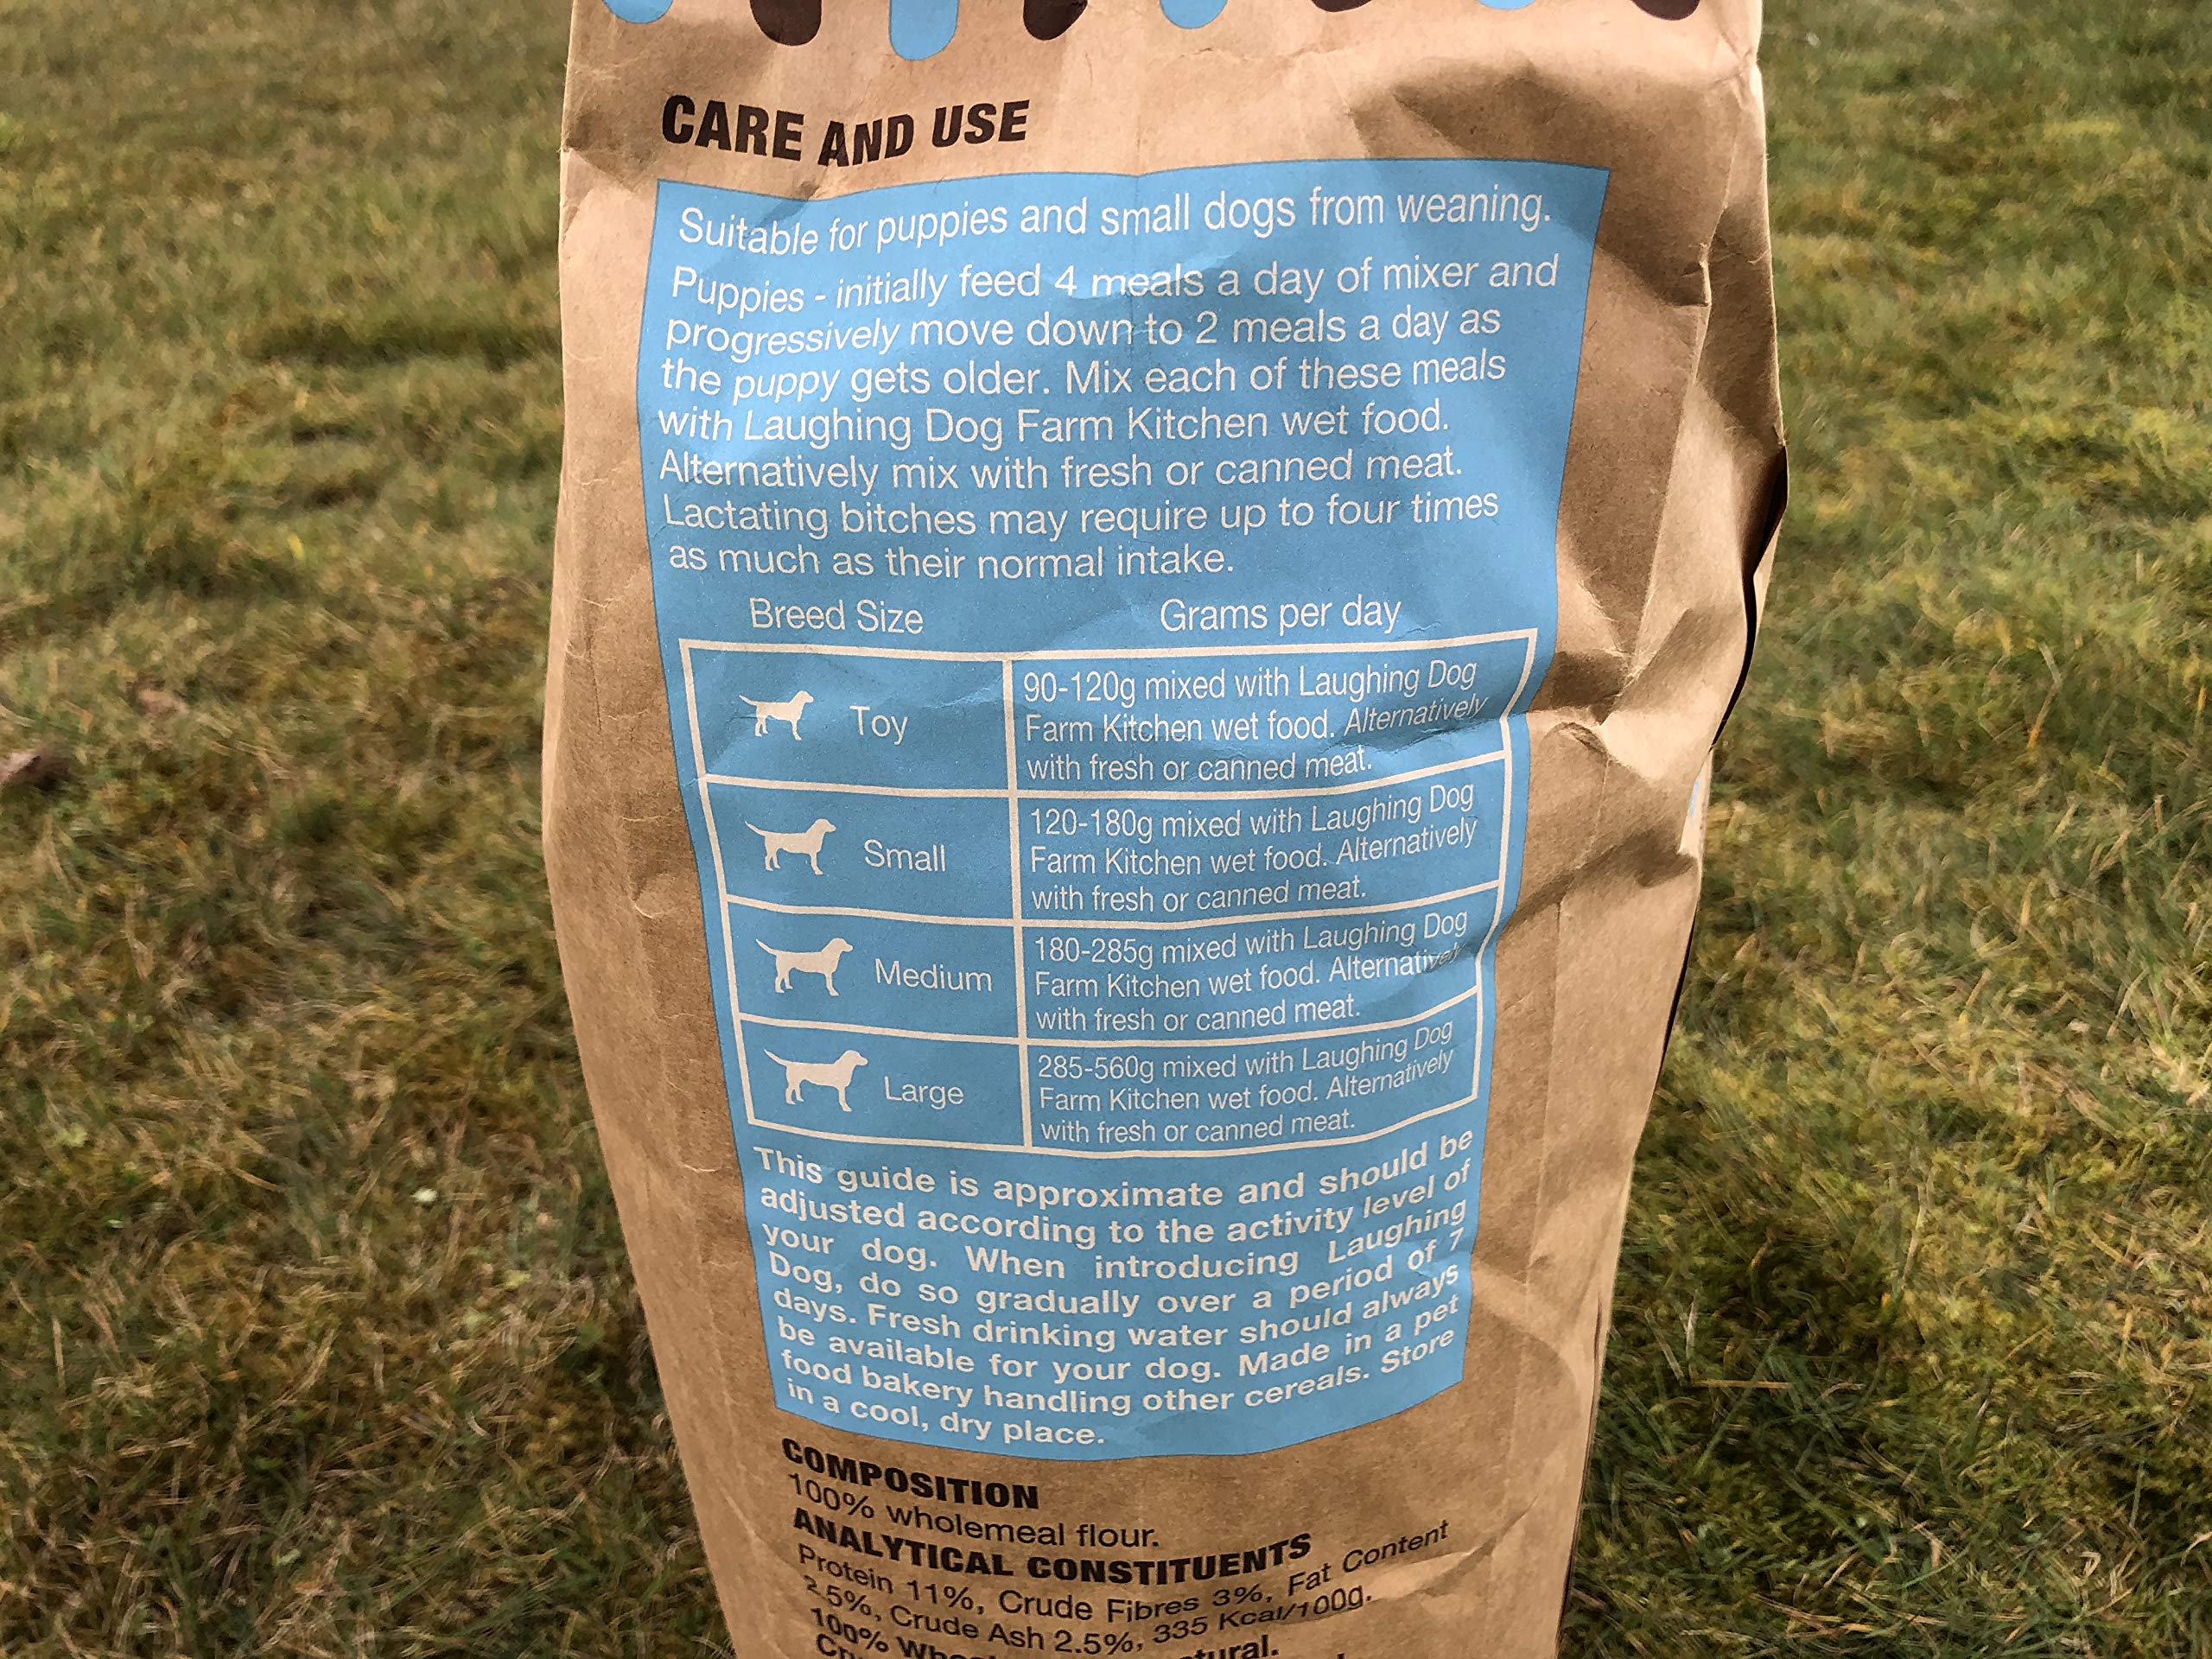 CARE AND USE
Suitable for puppies and small dogs from weaning.
Puppies - initially feed 4 meals a day of mixer and
progressively move down to 2 meals a day as
the puppy gets older. Mix each of these meals
with Laughing Dog Farm Kitchen wet food.
Alternatively mix with fresh or canned meat.
Lactating bitches may require up to four times
as much as their normal intake.
Breed Size Grams per day
Toy
90-120g mixed with Laughing Dog
Farm Kitchen wet food. Alternatively
with fresh or canned meat.
Small
120-180g mixed with Laughing Dog
Farm Kitchen wet food. Alternatively
with fresh or canned meat.
Medium
180-285g mixed with Laughing Dog
Farm Kitchen wet food. Alternatively
with fresh or canned meat.
Large
285-560g mixed with Laughing Dog
Farm Kitchen wet food. Alternatively
with fresh or canned meat.
This guide is approximate and should be
adjusted according to the activity level of
your dog. When introducing Laughing
Dog, do so gradually over a period of 7
days. Fresh drinking water should always
be available for your dog. Made in a pet
food bakery handling other cereals. Store
in a cool, dry place.
COMPOSITION
100% wholemeal flour.
ANALYTICAL CONSTITUENTS
Protein 11%, Crude Fibres 3%, Fat Content
2.5%, Crude Ash 2.5%, 335 Kcal/100g.
100%